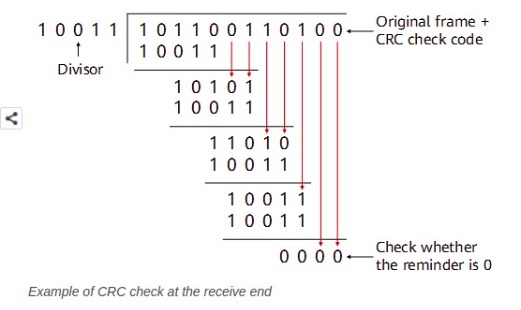 1 0 0 1 1
1 0 1 1 0 0 1 1 0 1 0 0
Original frame +
CRC check code
1 0 0 1 1
Divisor
1 0 1 0 1
1 0 0 1 1
1 1 0 1 0
1 0 0 1 1
1 0 0 1 1
1 0 0 1 1
0 0 0 0
Check whether
the reminder is 0
Example of CRC check at the receive end